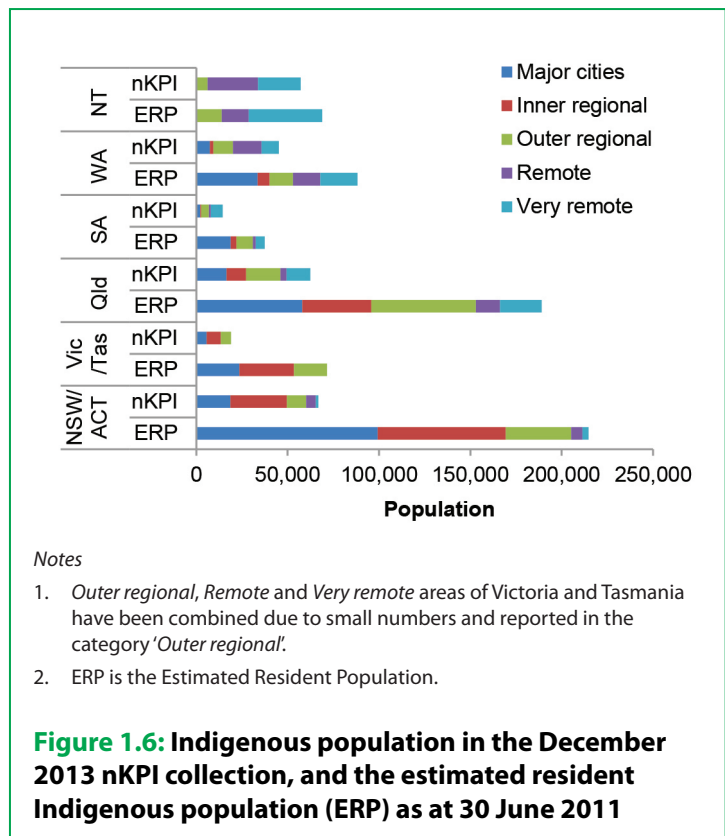 NT
nKPI
ERP
WA
nKPI
ERP
SA
nKPI
ERP
Qld
nKPI
ERP
Vic
/Tas
nKPI
ERP
NSW/
ACT
nKPI
ERP
Major cities
Inner regional
Outer regional
Remote
Very remote
0 50,000 100,000 150,000 200,000 250,000
Population
Notes
1. Outer regional, Remote and Very remote areas of Victoria and Tasmania
have been combined due to small numbers and reported in the
category ‘Outer regional’.
2. ERP is the Estimated Resident Population.
Figure 1.6: Indigenous population in the December
2013 nKPI collection, and the estimated resident
Indigenous population (ERP) as at 30 June 2011